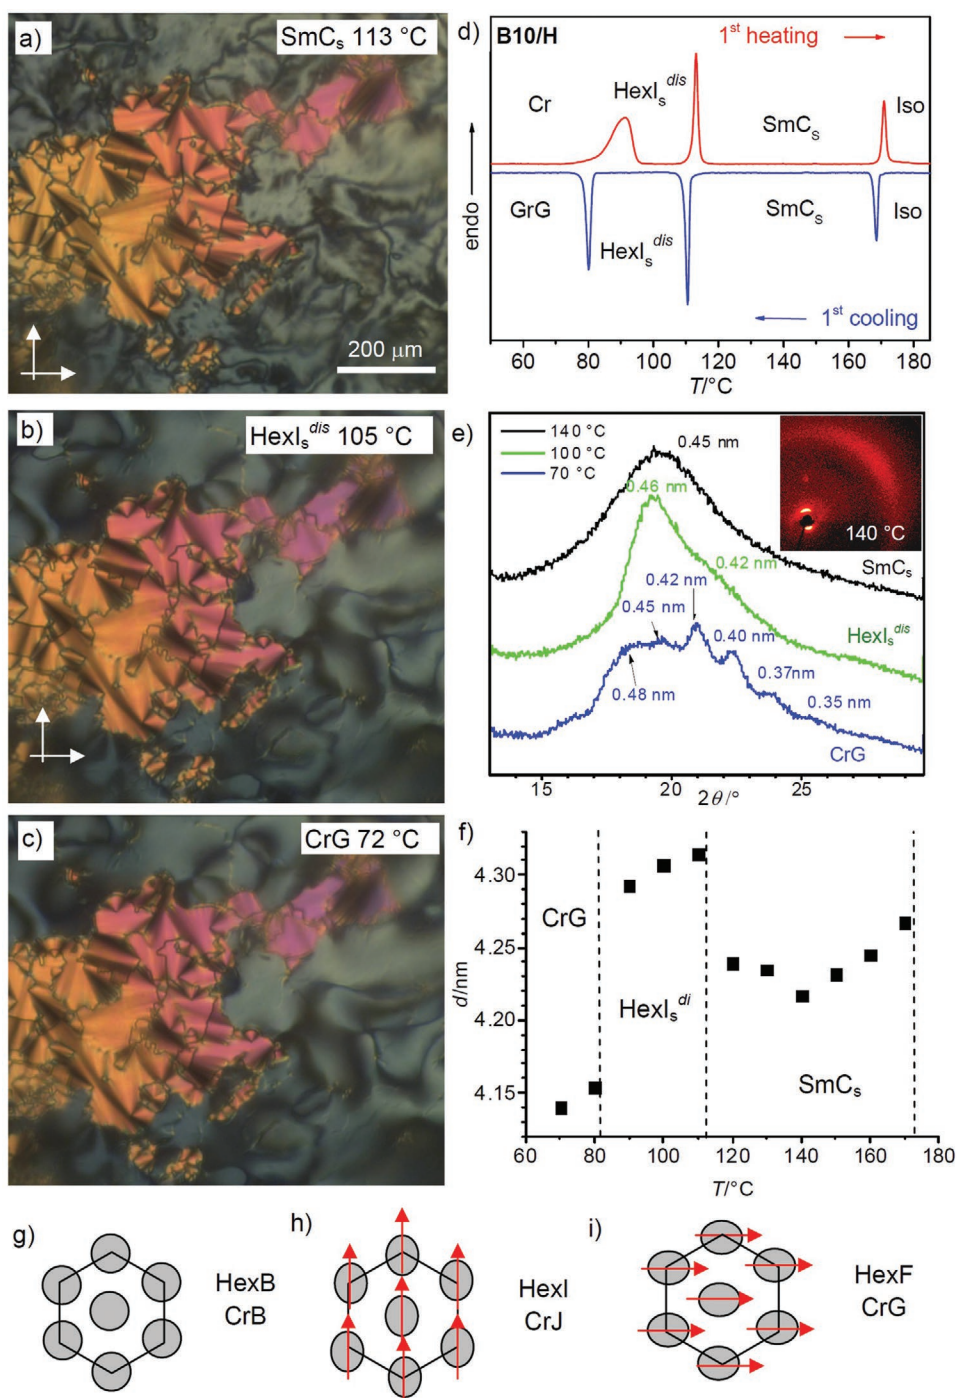 a)
SmCs 113 °C
200 μm
b)
HexIs^dis 105 °C
c)
CrG 72 °C
d)
B10/H
1st heating
Cr
HexIs^dis
SmCs
Iso
GrG
HexIs^dis
SmCs
Iso
1st cooling
endo
60 80 100 120 140 160 180
T/°C
e)
140 °C
100 °C
70 °C
0.45 nm
140 °C
SmCs
0.46 nm
0.42 nm
HexIs^dis
0.42 nm
0.45 nm
0.40 nm
0.37nm
0.48 nm
0.35 nm
CrG
15 20 25
2θ/°
f)
4.30
4.25
4.20
4.15
d/nm
CrG
HexIs^di
SmCs
60 80 100 120 140 160 180
T/°C
g)
HexB
CrB
h)
HexI
CrJ
i)
HexF
CrG